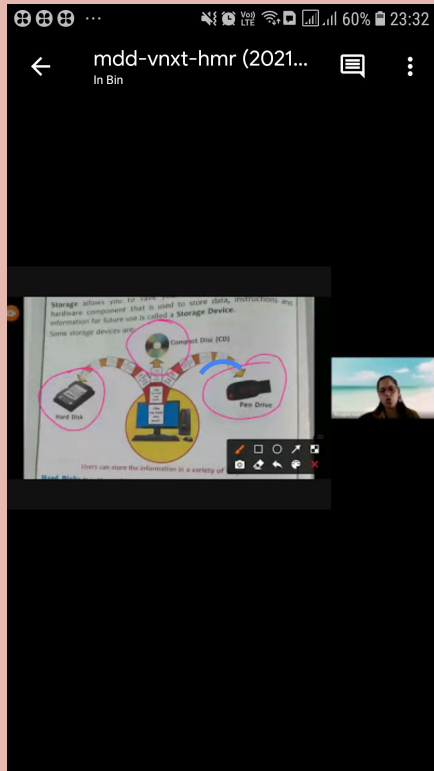 23:32
60%
Vo))
LTE
mdd-vnxt-hmr (2021...
In Bin
Storage allows you to save
hardware component that is used to store data, instructions and
information for future use is called a Storage Device.
Some storage devices are:
Compact Disc (CD)
Hard Disk
Pen Drive
Users can store the information in a variety of